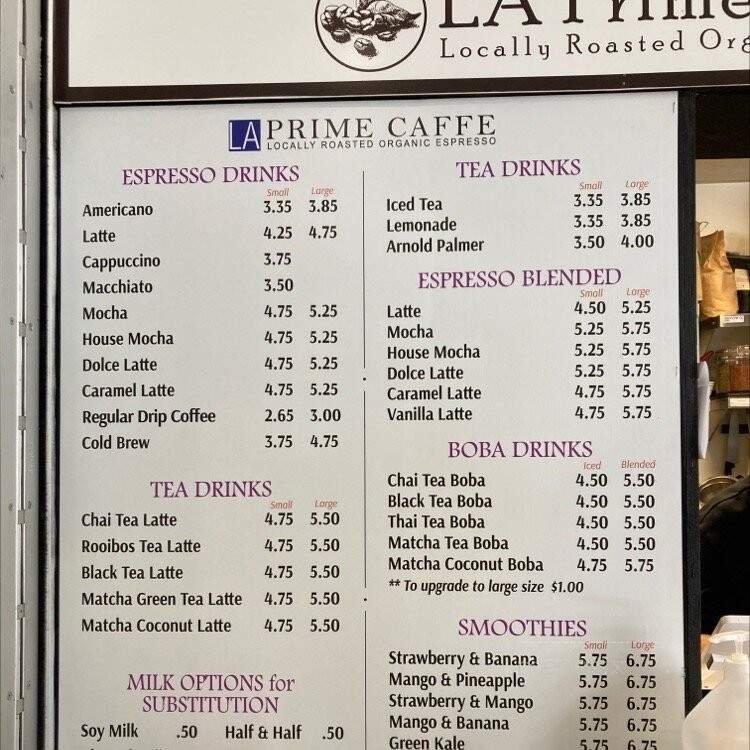 LA Prime
Locally Roasted Org
LA PRIME CAFFE
LOCALLY ROASTED ORGANIC ESPRESSO
ESPRESSO DRINKS
Small Large
Americano 3.35 3.85
Latte 4.25 4.75
Cappuccino 3.75
Macchiato 3.50
Mocha 4.75 5.25
House Mocha 4.75 5.25
Dolce Latte 4.75 5.25
Caramel Latte 4.75 5.25
Regular Drip Coffee 2.65 3.00
Cold Brew 3.75 4.75
TEA DRINKS
Small Large
Chai Tea Latte 4.75 5.50
Rooibos Tea Latte 4.75 5.50
Black Tea Latte 4.75 5.50
Matcha Green Tea Latte 4.75 5.50
Matcha Coconut Latte 4.75 5.50
MILK OPTIONS for
SUBSTITUTION
Soy Milk .50 Half & Half .50
TEA DRINKS
Small Large
Iced Tea 3.35 3.85
Lemonade 3.35 3.85
Arnold Palmer 3.50 4.00
ESPRESSO BLENDED
Small Large
Latte 4.50 5.25
Mocha 5.25 5.75
House Mocha 5.25 5.75
Dolce Latte 5.25 5.75
Caramel Latte 4.75 5.75
Vanilla Latte 4.75 5.75
BOBA DRINKS
Iced Blended
Chai Tea Boba 4.50 5.50
Black Tea Boba 4.50 5.50
Thai Tea Boba 4.50 5.50
Matcha Tea Boba 4.50 5.50
Matcha Coconut Boba 4.75 5.75
** To upgrade to large size $1.00
SMOOTHIES
Small Large
Strawberry & Banana 5.75 6.75
Mango & Pineapple 5.75 6.75
Strawberry & Mango 5.75 6.75
Mango & Banana 5.75 6.75
Green Kale 5.75 6.75